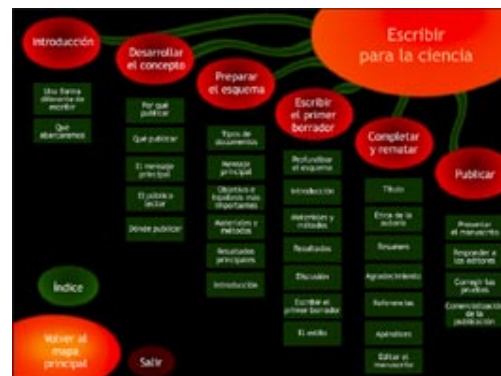 Escribir
para la ciencia
Introducción
Una forma
diferente de
escribir
Qué
abarcaremos
Desarrollar
el concepto
Por qué
publicar
Qué publicar
El mensaje
principal
El público
lector
Dónde publicar
Preparar
el esquema
Tipos de
documentos
Mensaje
principal
Objetivo e
hipótesis más
importantes
Materiales y
métodos
Resultados
principales
Introducción
Escribir
el primer
borrador
Profundizar
el esquema
Introducción
Materiales y
métodos
Resultados
Discusión
Escribir el
primer borrador
El estilo
Completar
y rematar
Título
Ética de la
autoría
Resumen
Agradecimiento
Referencias
Apéndices
Editar el
manuscrito
Publicar
Presentar
el manuscrito
Responder a
los editores
Corregir las
pruebas
Comercialización
de la
publicación
Índice
Volver al
mapa
principal
Salir